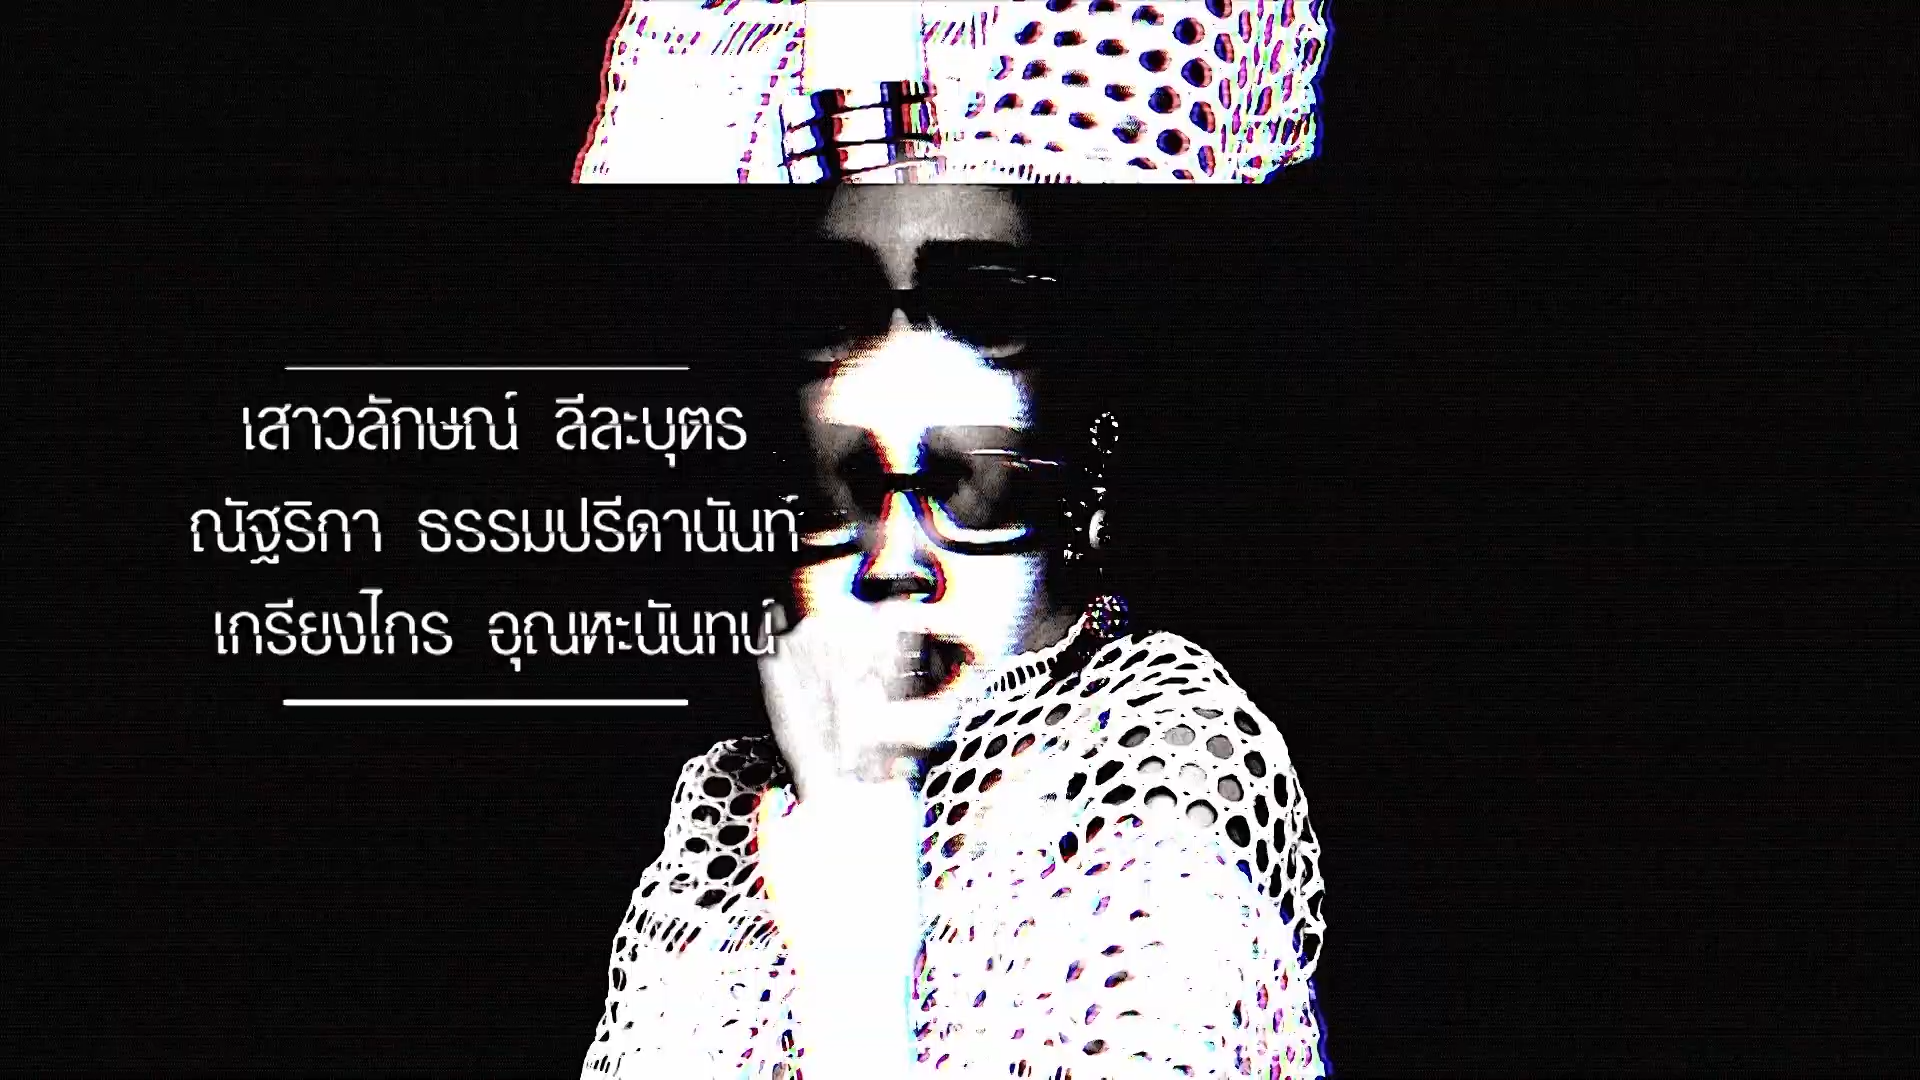 เสาวลักษณ์ ลีละบุตร
ณัฐริกา ธรรมปรีดานันท์
เกรียงไกร อุณหะนันทน์